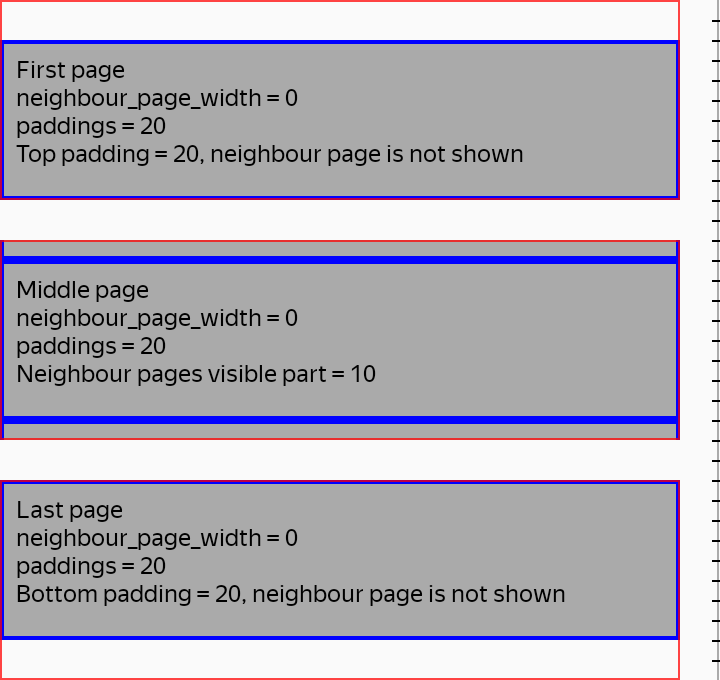 First page
neighbour_page_width = 0
paddings = 20
Top padding = 20, neighbour page is not shown
Middle page
neighbour_page_width = 0
paddings = 20
Neighbour pages visible part = 10
Last page
neighbour_page_width = 0
paddings = 20
Bottom padding = 20, neighbour page is not shown